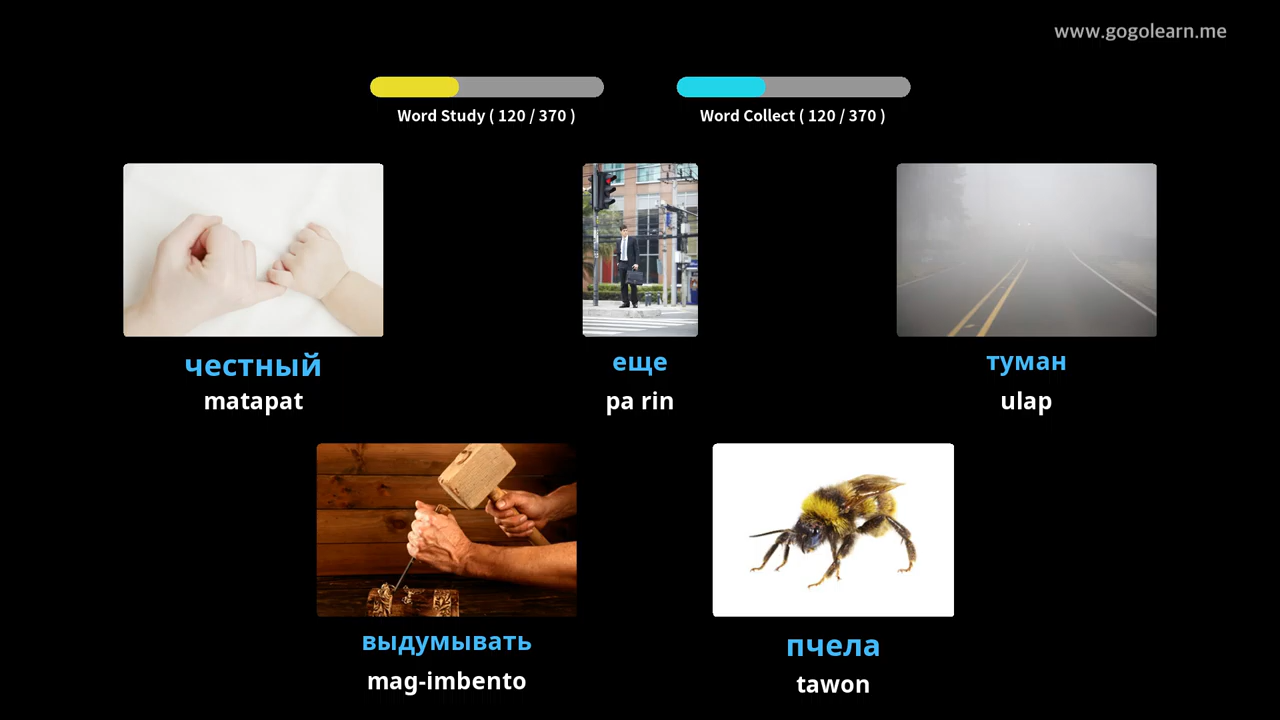 www.gogolearn.me
Word Study ( 120 / 370 )
Word Collect ( 120 / 370 )
честный
matapat
еще
pa rin
туман
ulap
выдумывать
mag-imbento
пчела
tawon